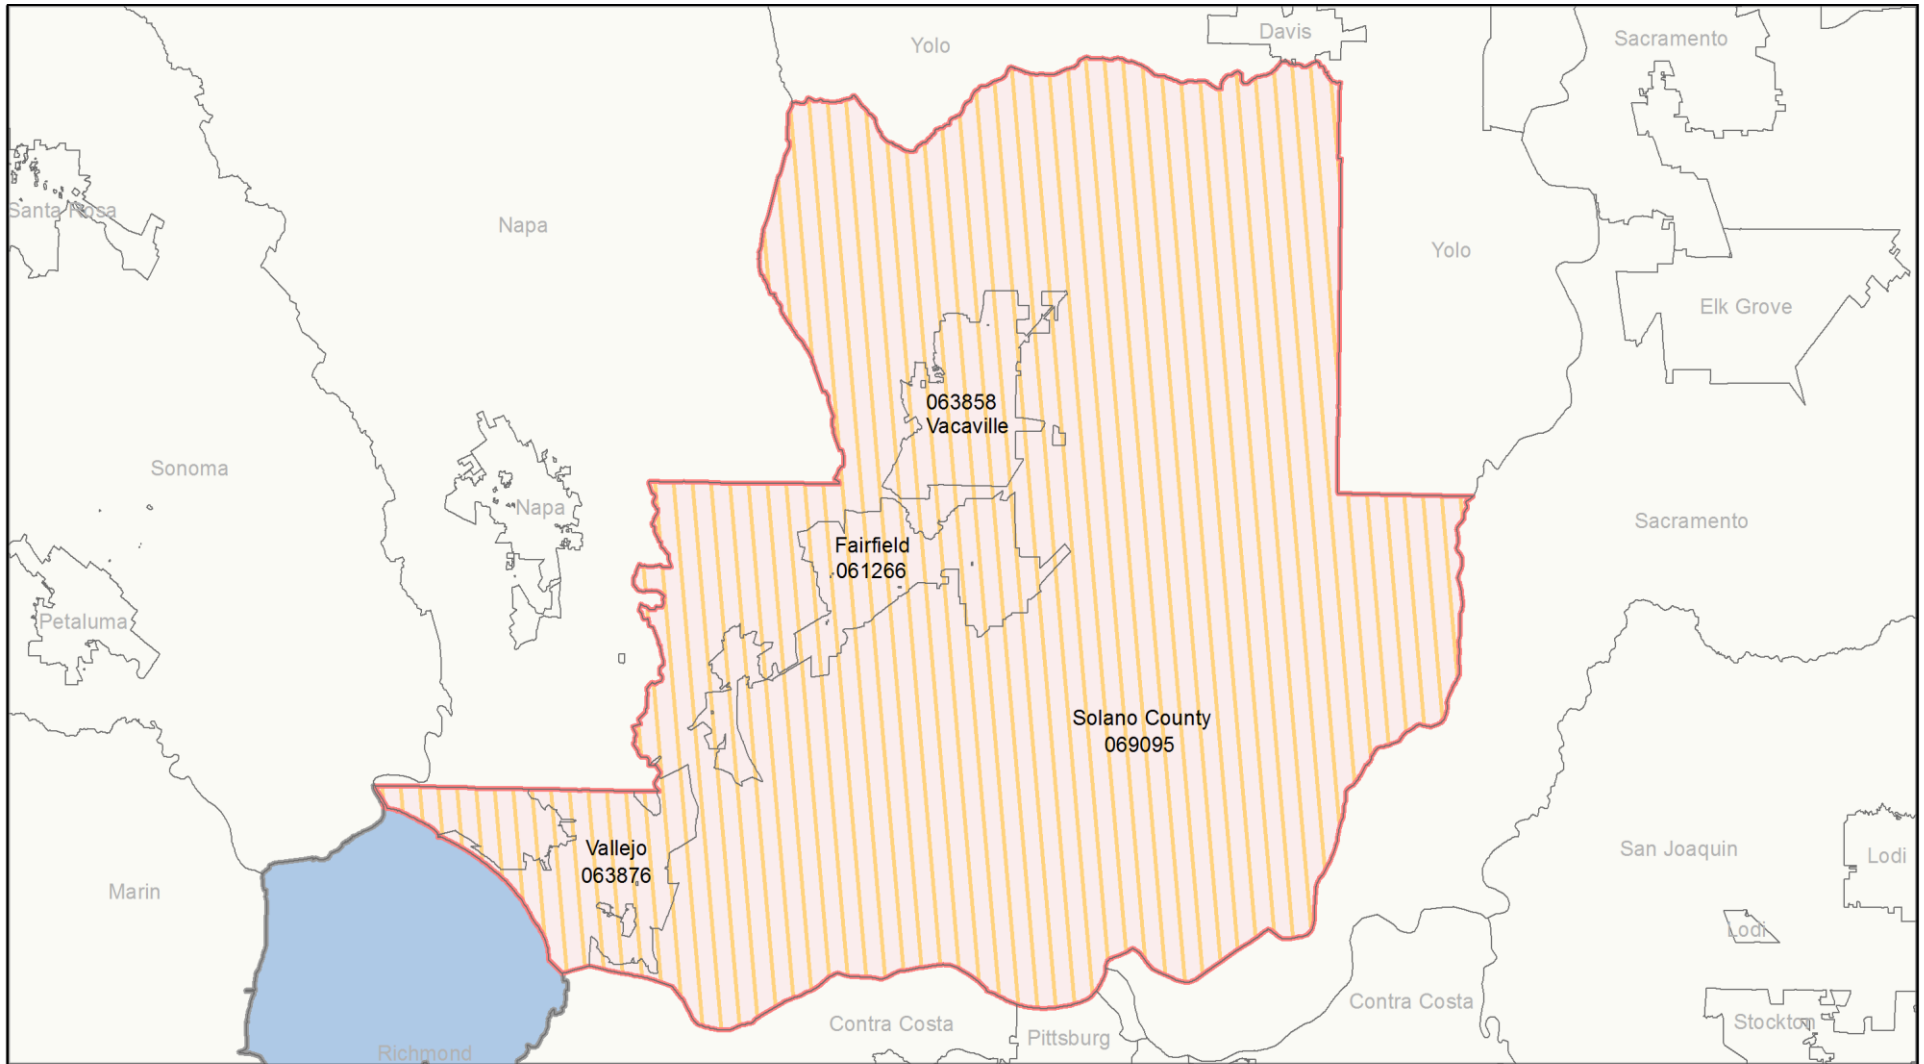 Yolo
Davis
Sacramento
Santa Rosa
Napa
Yolo
Elk Grove
063858
Vacaville
Sonoma
Napa
Sacramento
Fairfield
061266
Petaluma
Solano County
069095
Vallejo
063876
San Joaquin
Lodi
Marin
Lodi
Contra Costa
Contra Costa
Stockton
Pittsburg
Richmond